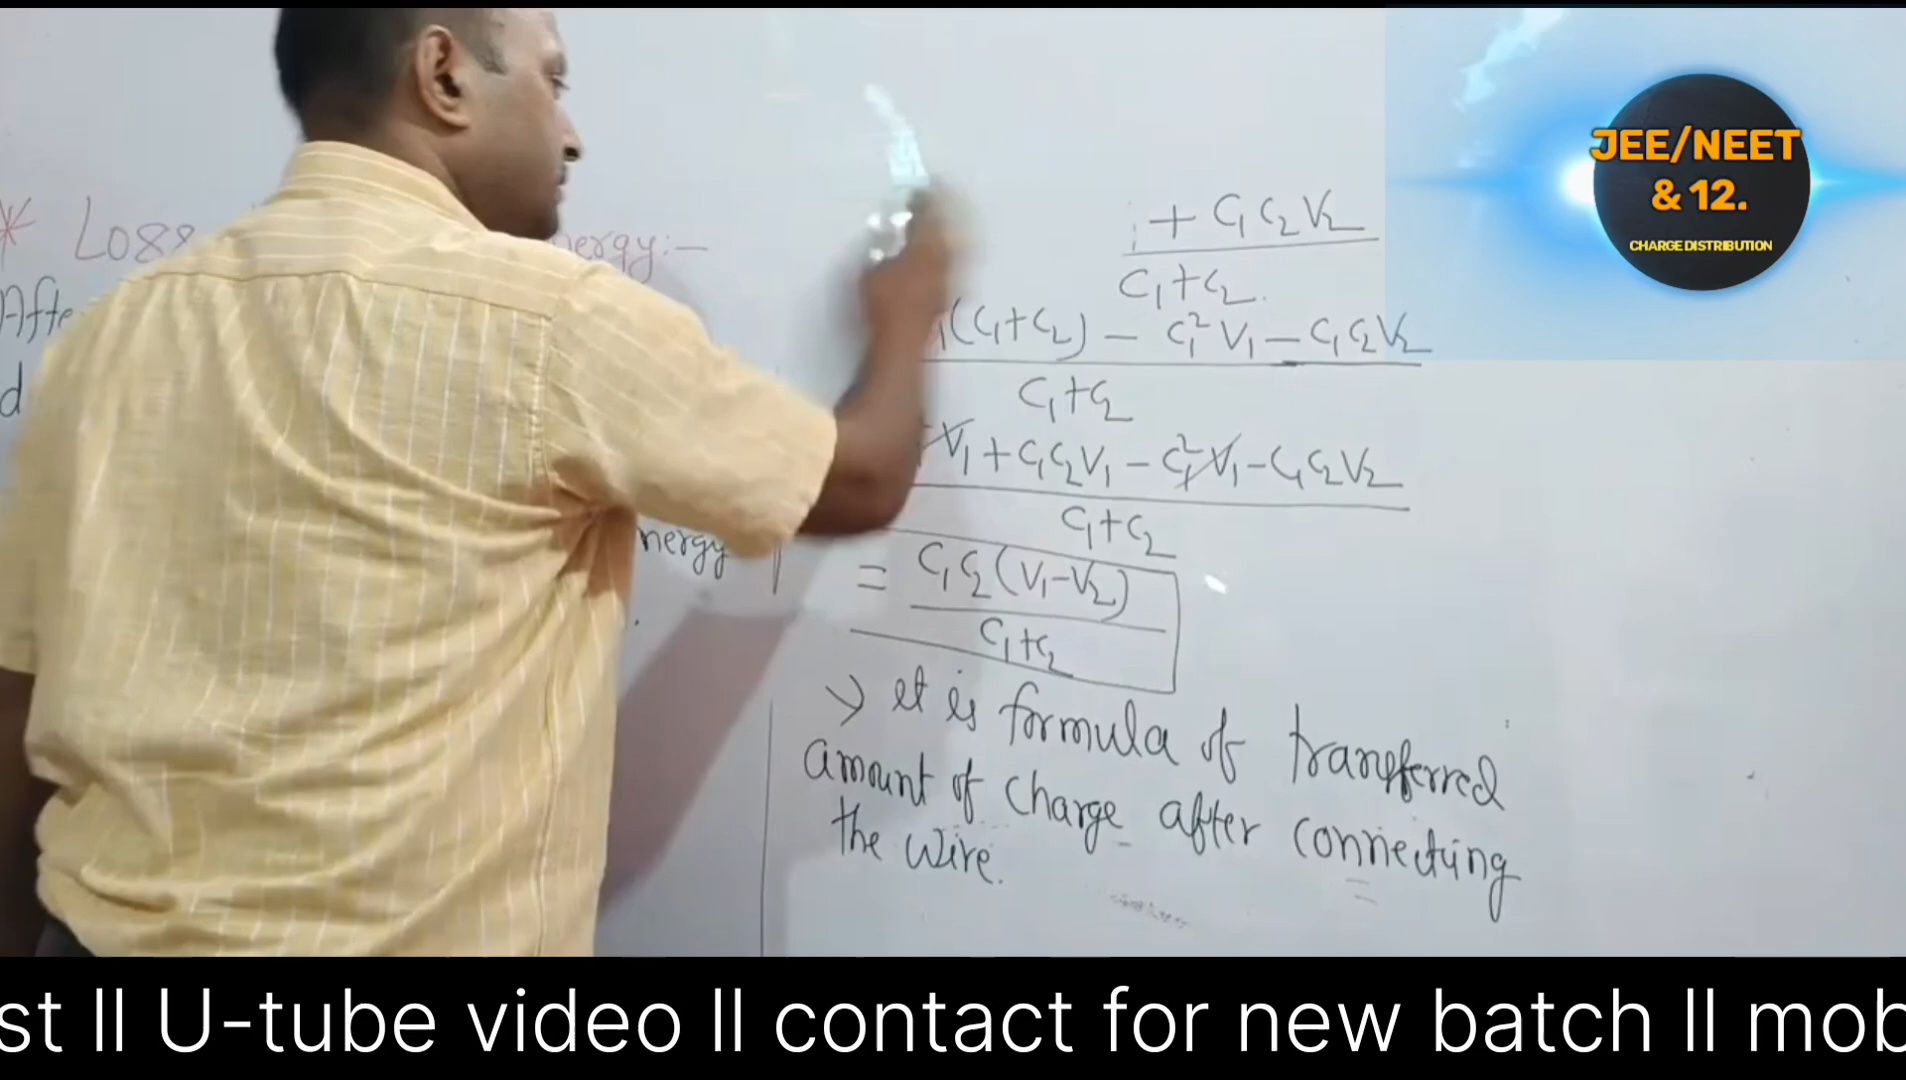 * Loss
nergy:-
Afte
d
nergy
+ C₁C₂V₂
C₁+C₂
(C₁+C₂) - C₁²V₁ - C₁C₂V₂
C₁+C₂
V₁ + C₁C₂V₁ - C₁²V₁ - C₁C₂V₂
C₁+C₂
= C₁C₂(V₁-V₂)
C₁+C₂
→ It is formula of transferred
amount of charge after connecting
the wire.
JEE/NEET
& 12.
CHARGE DISTRIBUTION
st ll U-tube video ll contact for new batch ll mob